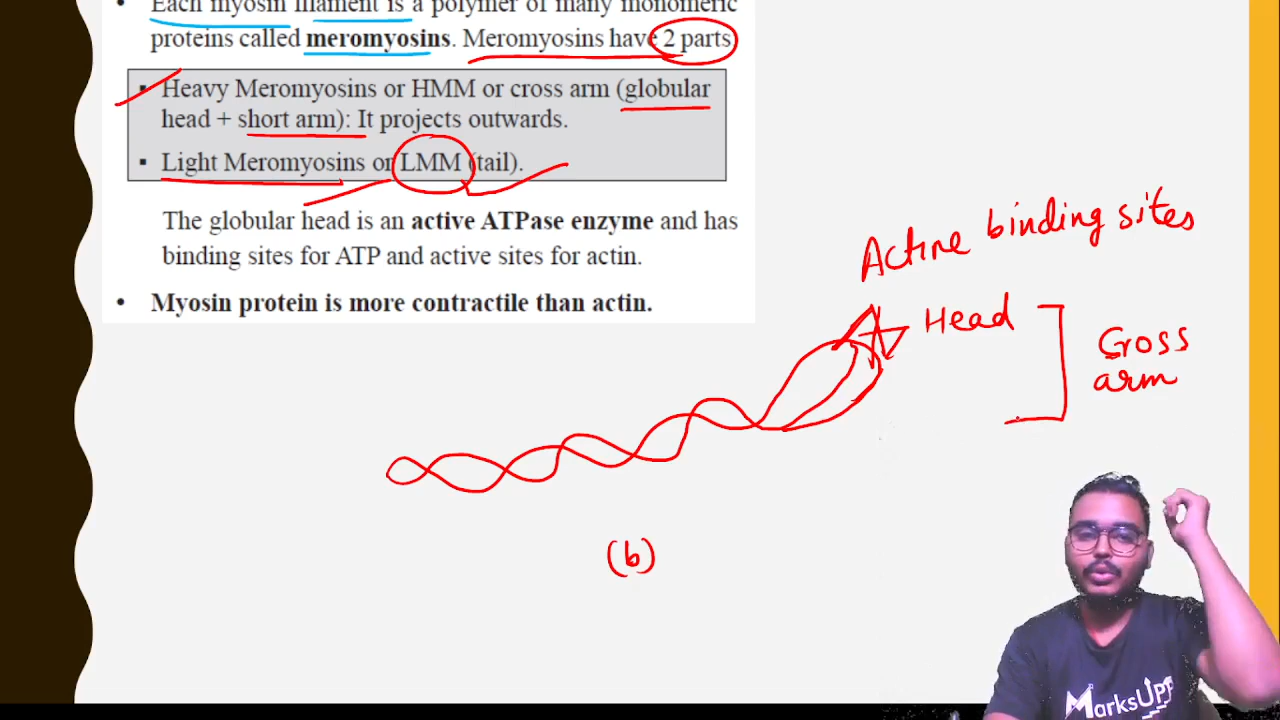 • Each myosin filament is a polymer of many monomeric
proteins called meromyosins. Meromyosins have 2 parts
▪ Heavy Meromyosins or HMM or cross arm (globular
head + short arm): It projects outwards.
▪ Light Meromyosins or LMM (tail).
The globular head is an active ATPase enzyme and has
binding sites for ATP and active sites for actin.
• Myosin protein is more contractile than actin.
Active binding sites
Head
Cross
arm
(b)
MarksUPP